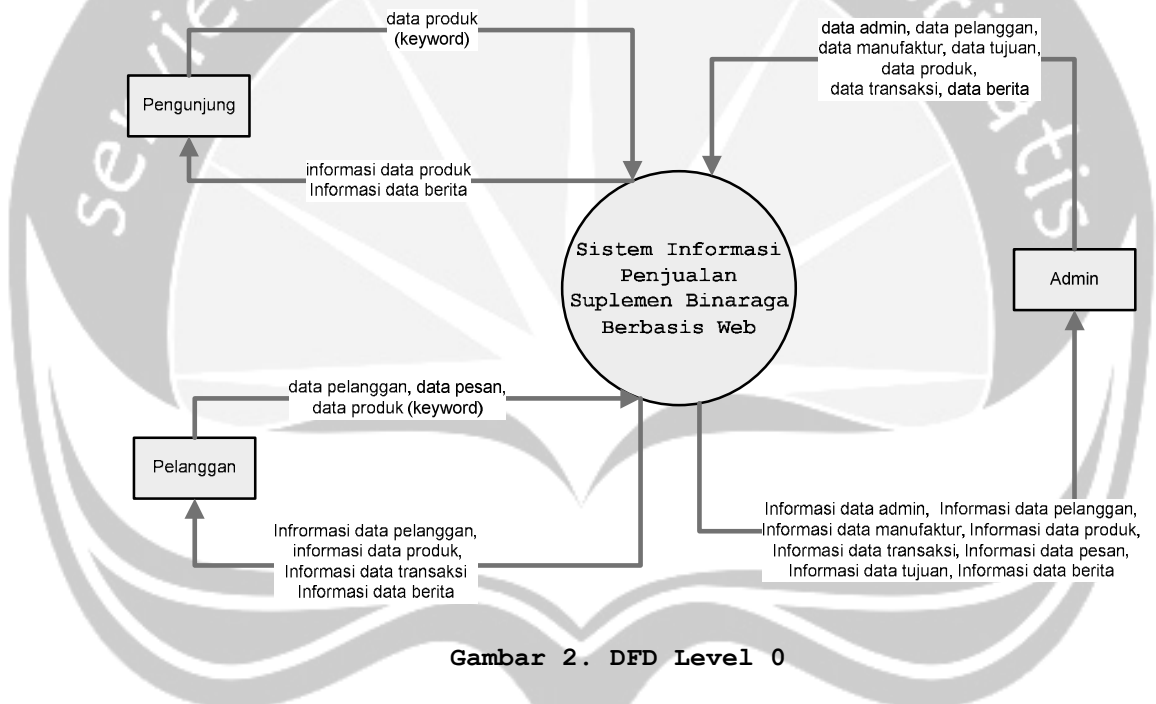 data produk
(keyword)
data admin, data pelanggan,
data manufaktur, data tujuan,
data produk,
data transaksi, data berita
Pengunjung
informasi data produk
Informasi data berita
Sistem Informasi
Penjualan
Suplemen Binaraga
Berbasis Web
Admin
data pelanggan, data pesan,
data produk (keyword)
Pelanggan
Infrormasi data pelanggan,
informasi data produk,
Informasi data transaksi
Informasi data berita
Informasi data admin, Informasi data pelanggan,
Informasi data manufaktur, Informasi data produk,
Informasi data transaksi, Informasi data pesan,
Informasi data tujuan, Informasi data berita
Gambar 2. DFD Level 0